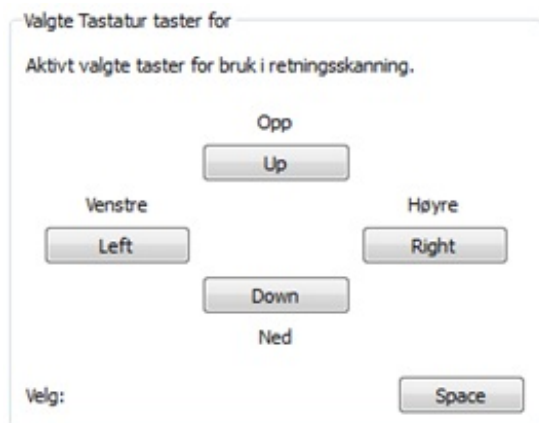 Valgte Tastatur taster for
Aktivt valgte taster for bruk i retningsskanning.
Opp
Up
Venstre
Høyre
Left
Right
Down
Ned
Velg:
Space